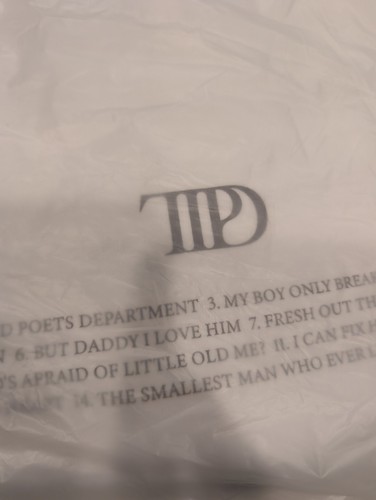 TTPD
D POETS DEPARTMENT 3. MY BOY ONLY BREA
N 6. BUT DADDY I LOVE HIM 7. FRESH OUT TH
O'S AFRAID OF LITTLE OLD ME? 11. I CAN FIX H
14. THE SMALLEST MAN WHO EVER L